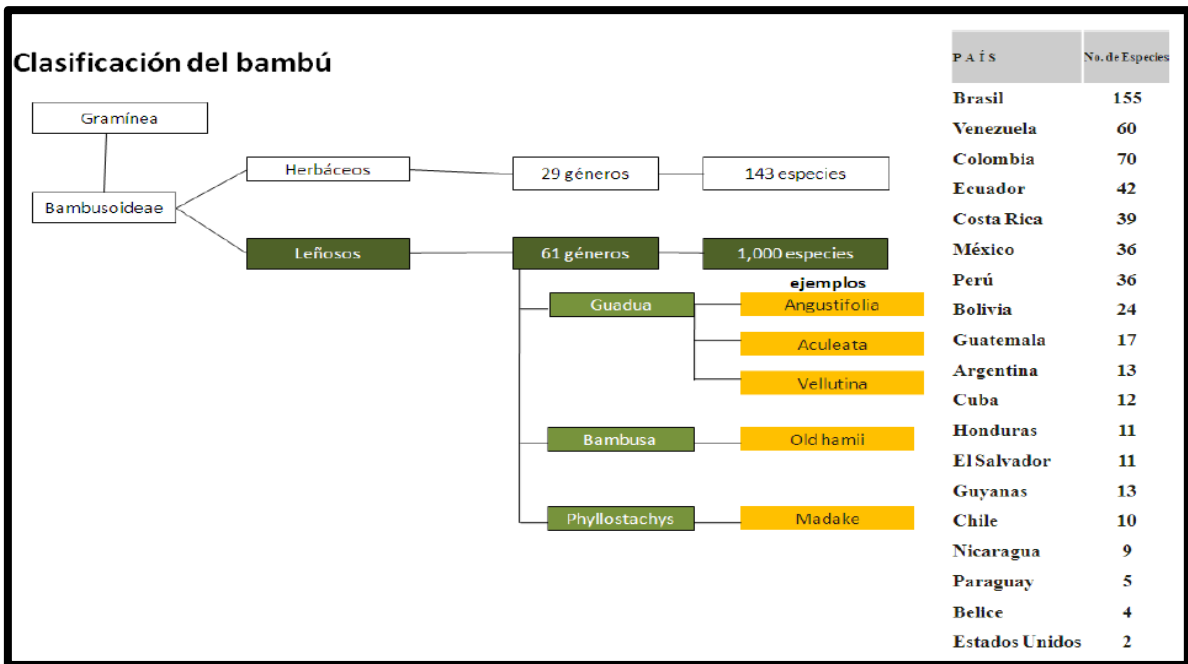 Clasificación del bambú
Gramínea
Bambusoideae
Herbáceos
29 géneros
143 especies
Leñosos
61 géneros
1,000 especies
ejemplos
Guadua
Angustifolia
Aculeata
Vellutina
Bambusa
Old hamii
Phyllostachys
Madake
PAÍS No. de Especies
Brasil 155
Venezuela 60
Colombia 70
Ecuador 42
Costa Rica 39
México 36
Perú 36
Bolivia 24
Guatemala 17
Argentina 13
Cuba 12
Honduras 11
El Salvador 11
Guyanas 13
Chile 10
Nicaragua 9
Paraguay 5
Belice 4
Estados Unidos 2